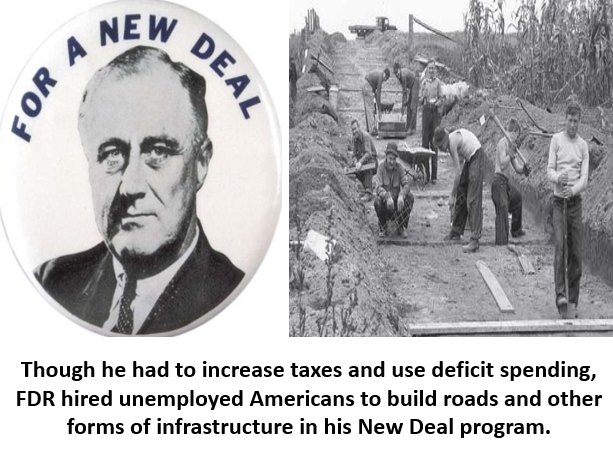 FOR A NEW DEAL
Though he had to increase taxes and use deficit spending,
FDR hired unemployed Americans to build roads and other
forms of infrastructure in his New Deal program.